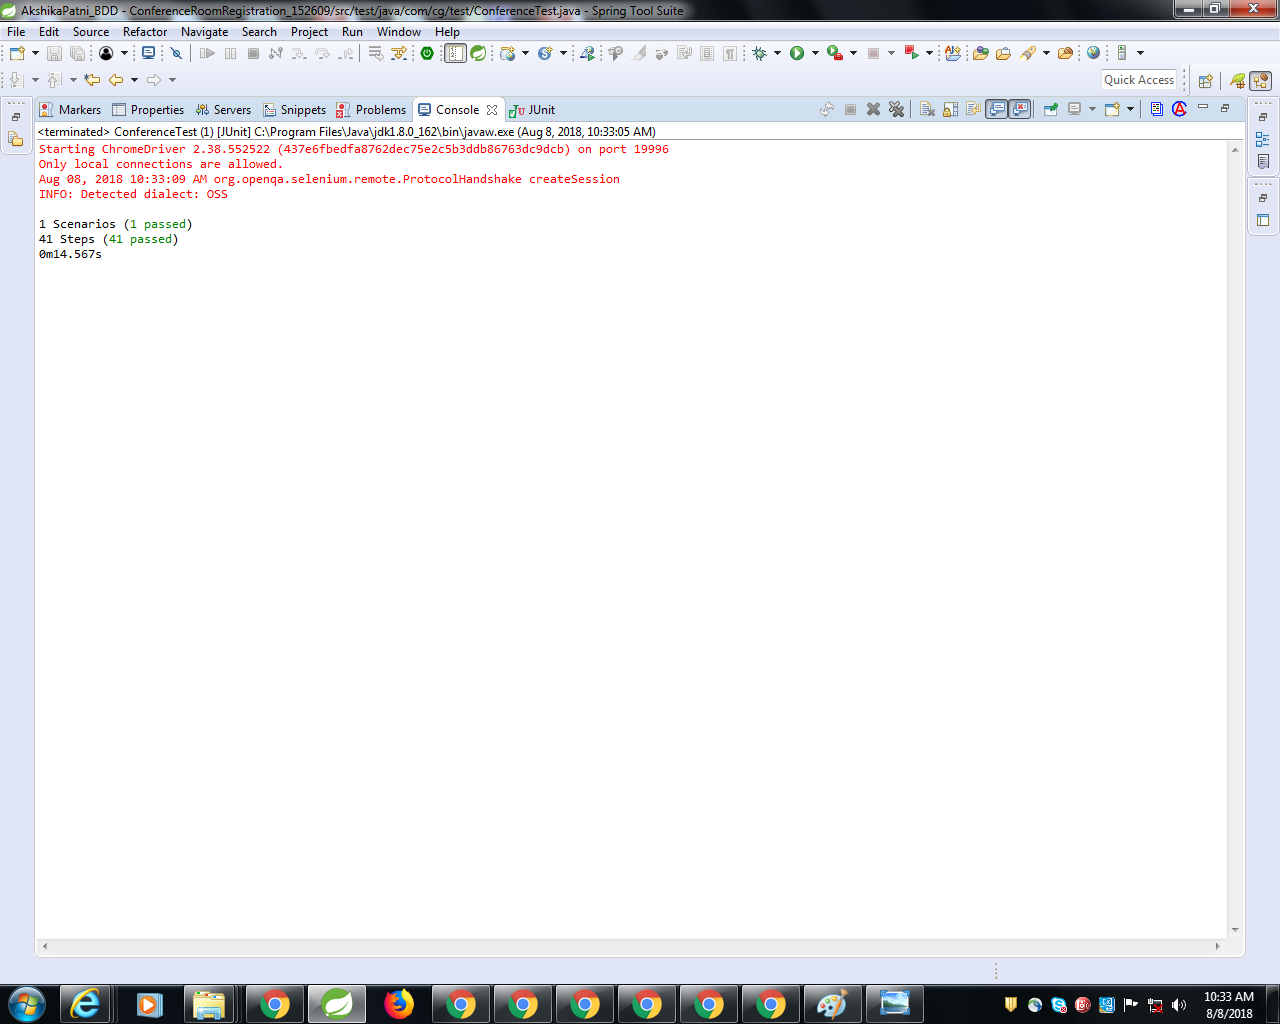 AkshikaPatni_BDD - ConferenceRoomRegistration_152609/src/test/java/com/cg/test/ConferenceTest.java - Spring Tool Suite
File Edit Source Refactor Navigate Search Project Run Window Help
Quick Access
Markers Properties Servers Snippets Problems Console JUnit
<terminated> ConferenceTest (1) [JUnit] C:\Program Files\Java\jdk1.8.0_162\bin\javaw.exe (Aug 8, 2018, 10:33:05 AM)
Starting ChromeDriver 2.38.552522 (437e6fbedfa8762dec75e2c5b3ddb86763dc9dcb) on port 19996
Only local connections are allowed.
Aug 08, 2018 10:33:09 AM org.openqa.selenium.remote.ProtocolHandshake createSession
INFO: Detected dialect: OSS
1 Scenarios (1 passed)
41 Steps (41 passed)
0m14.567s
10:33 AM
8/8/2018